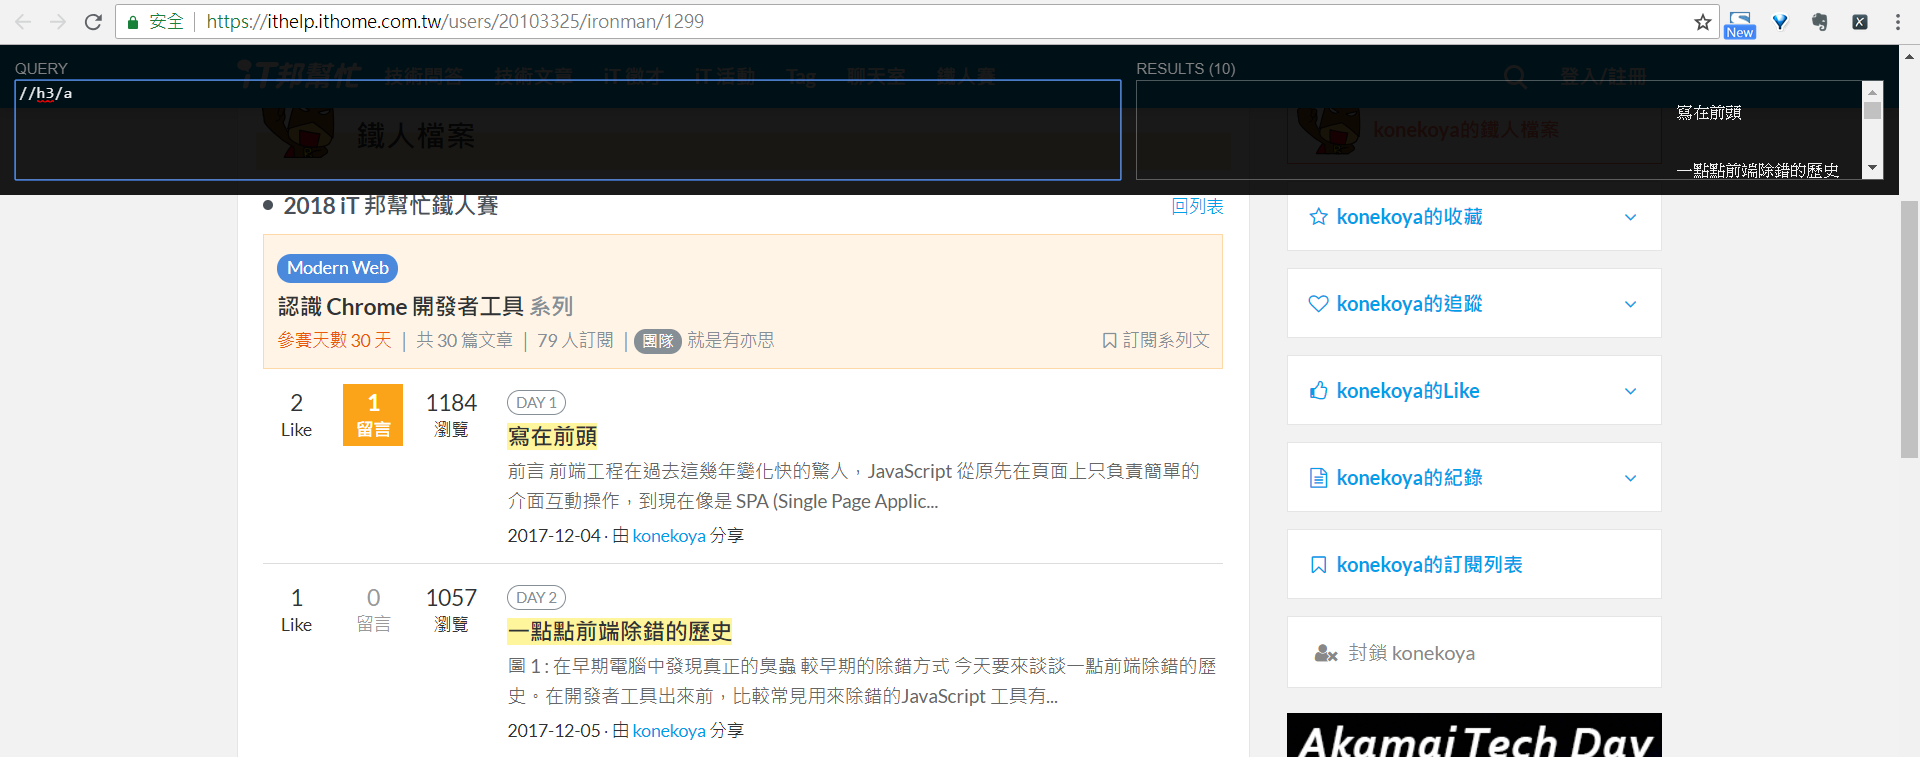 安全 https://ithelp.ithome.com.tw/users/20103325/ironman/1299
New
QUERY
//h3/a
RESULTS (10)
寫在前頭
一點點前端除錯的歷史
iT邦幫忙 技術問答 技術文章 iT 徵才 iT 活動 Tag 聊天室 鐵人賽 登入/註冊
鐵人檔案
konekoya的鐵人檔案
2018 iT 邦幫忙鐵人賽
回列表
Modern Web
認識 Chrome 開發者工具 系列
參賽天數 30 天 | 共 30 篇文章 | 79 人訂閱 | 團隊 就是有亦思
訂閱系列文
2 1 1184
Like 留言 瀏覽
DAY 1
寫在前頭
前言 前端工程在過去這幾年變化快的驚人，JavaScript 從原先在頁面上只負責簡單的
介面互動操作，到現在像是 SPA (Single Page Applic...
2017-12-04 · 由 konekoya 分享
1 0 1057
Like 留言 瀏覽
DAY 2
一點點前端除錯的歷史
圖 1 : 在早期電腦中發現真正的臭蟲 較早期的除錯方式 今天要來談談一點前端除錯的歷
史。在開發者工具出來前，比較常見用來除錯的JavaScript 工具有...
2017-12-05 · 由 konekoya 分享
konekoya的收藏
konekoya的追蹤
konekoya的Like
konekoya的紀錄
konekoya的訂閱列表
封鎖 konekoya
Akamai Tech Day